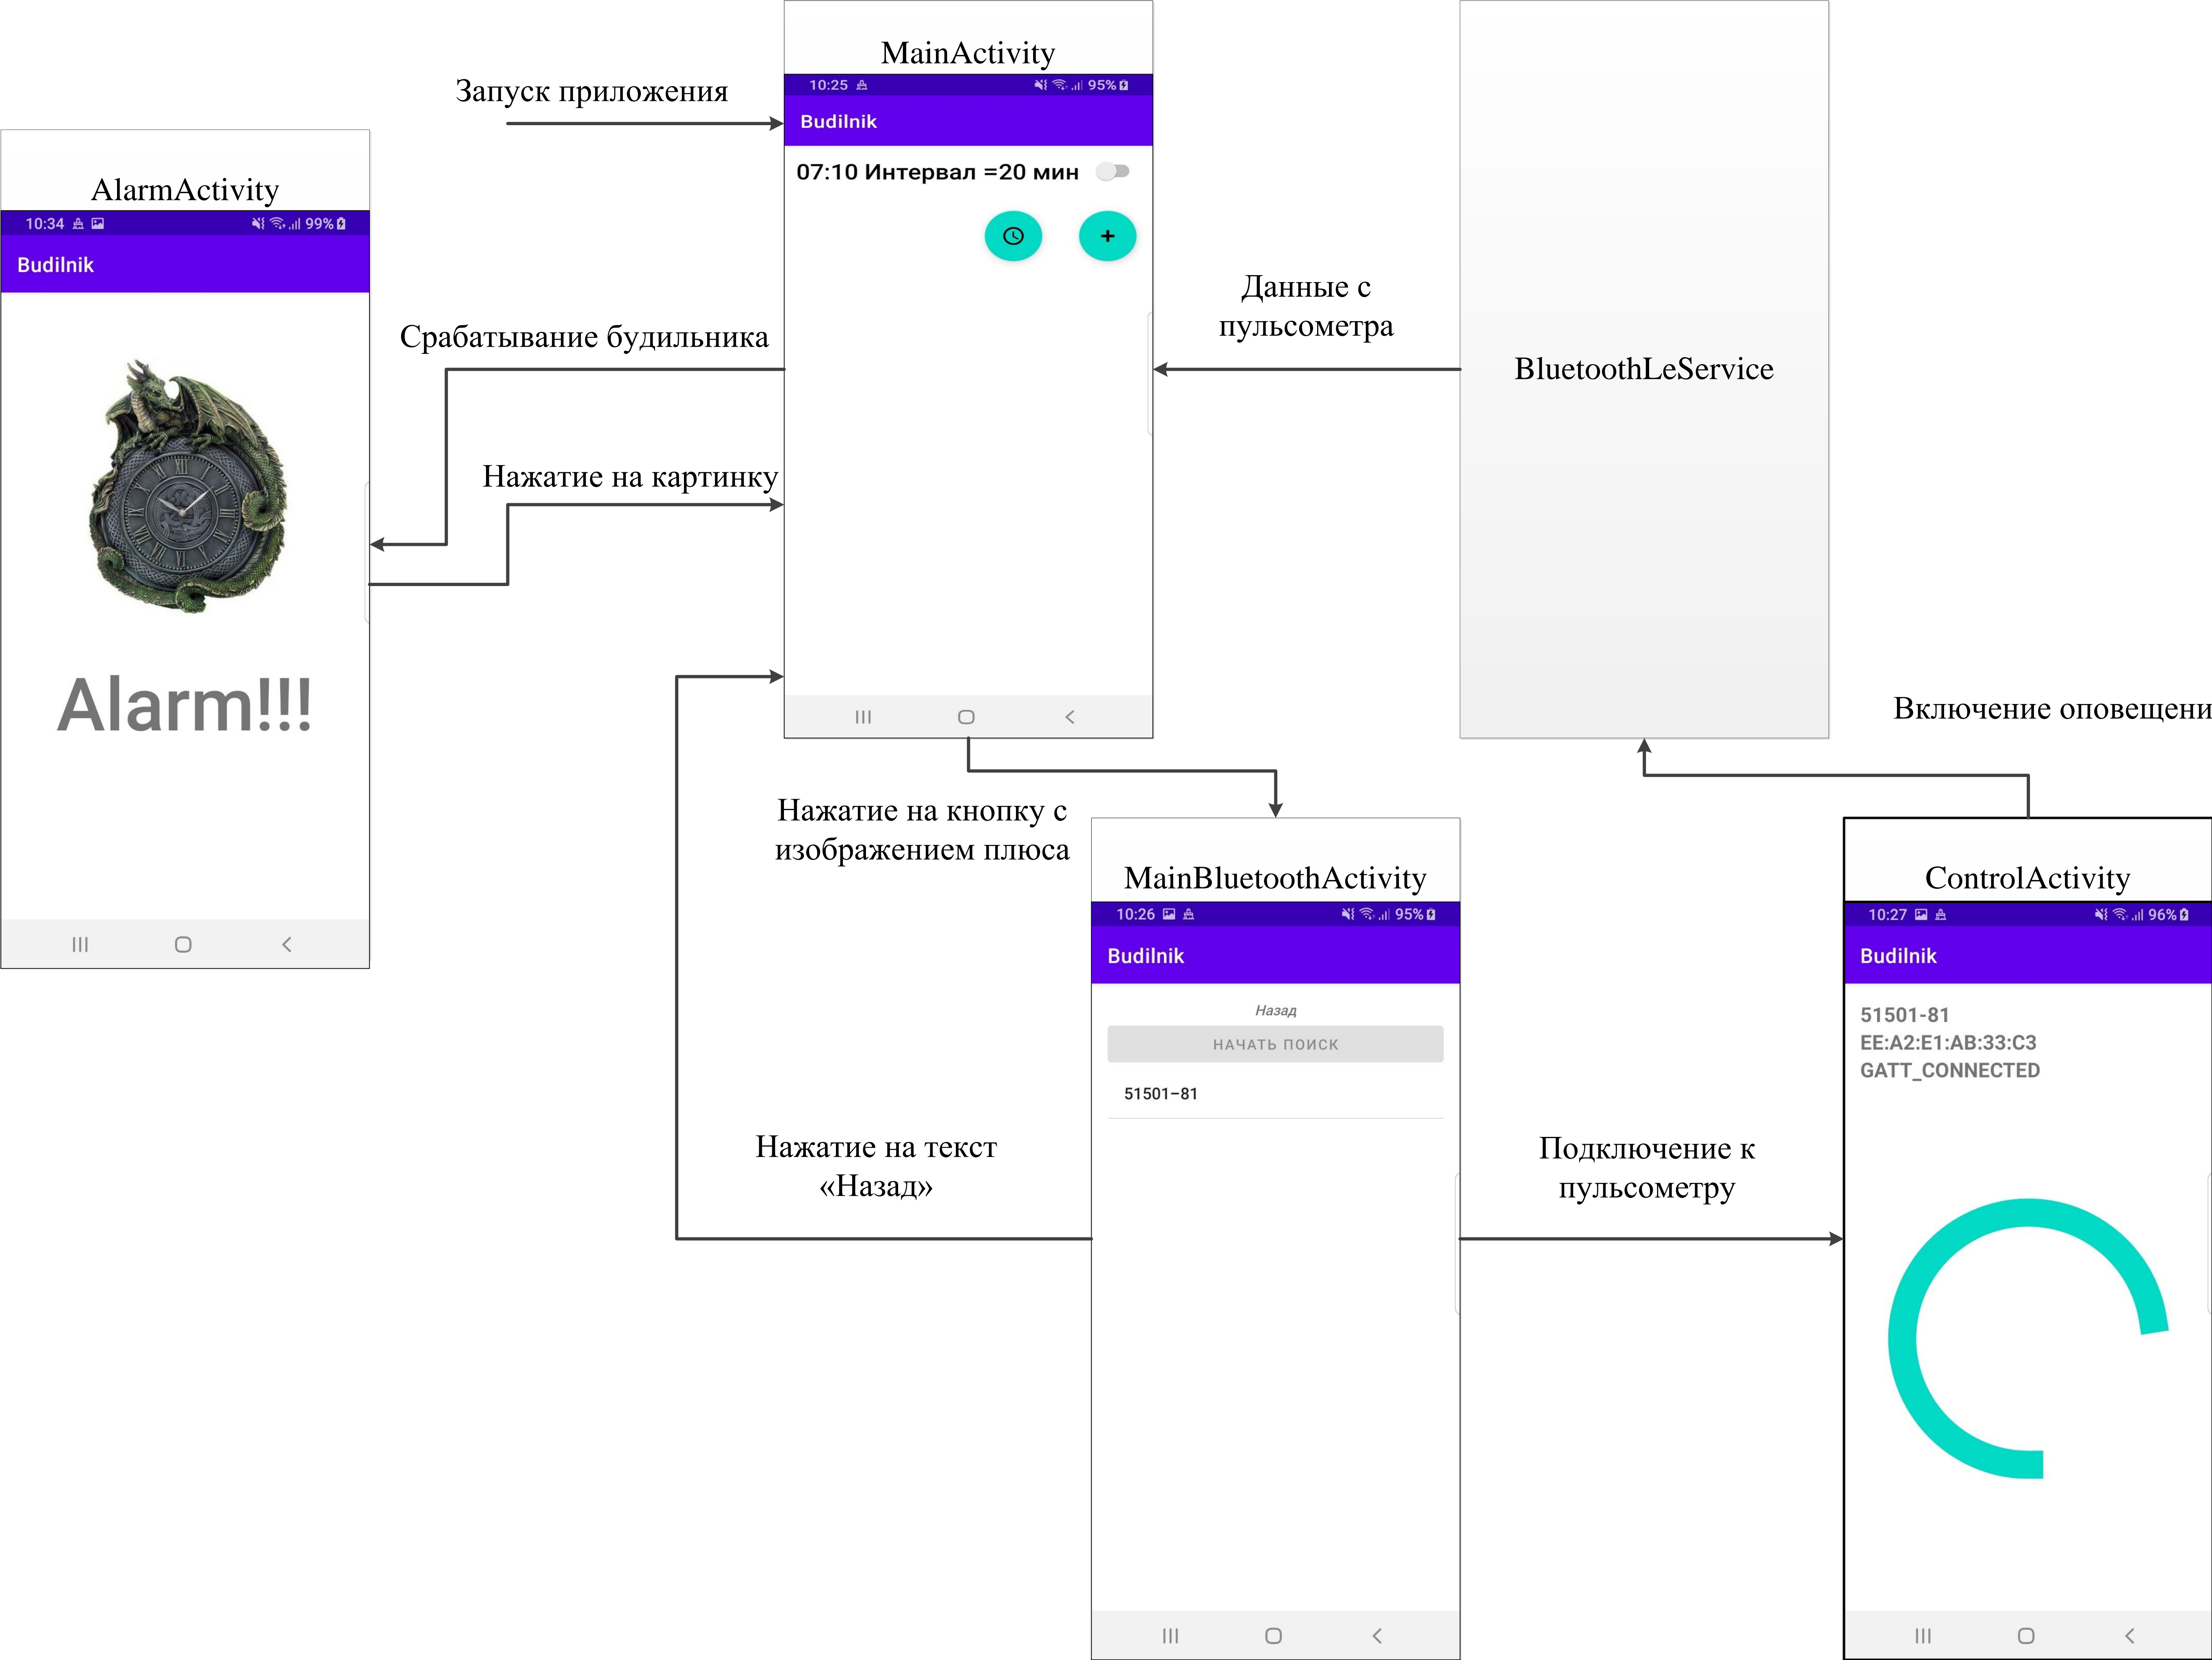 MainActivity
Запуск приложения
10:25
95%
Budilnik
07:10 Интервал =20 мин
+
AlarmActivity
10:34
99%
Budilnik
XII
Alarm!!!
Срабатывание будильника
Нажатие на картинку
Данные с
пульсометра
BluetoothLeService
Включение оповещени
Нажатие на кнопку с
изображением плюса
MainBluetoothActivity
10:26
95%
Budilnik
Назад
НАЧАТЬ ПОИСК
51501-81
Нажатие на текст
«Назад»
Подключение к
пульсометру
ControlActivity
10:27
96%
Budilnik
51501-81
EE:A2:E1:AB:33:C3
GATT_CONNECTED